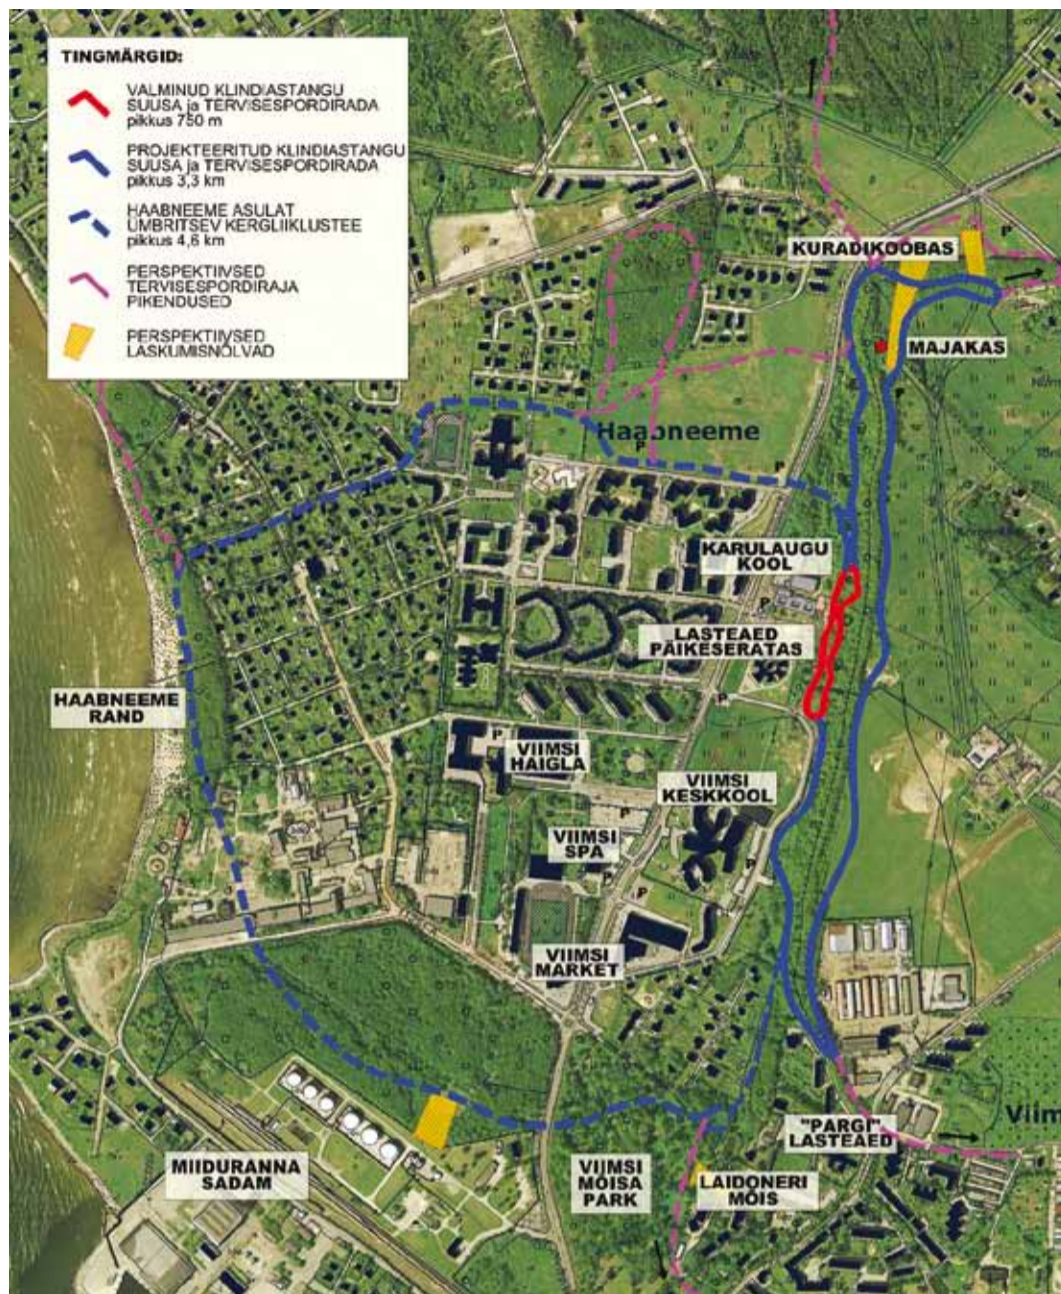 TINGMÄRGID:
VALMINUD KLINDIASTANGU
SUUSA ja TERVISESPORDIRADA
pikkus 750 m
PROJEKTEERITUD KLINDIASTANGU
SUUSA ja TERVISESPORDIRADA
pikkus 3,3 km
HAABNEEME ASULAT
ÜMBRITSEV KERGLIIKLUSTEE
pikkus 4,6 km
PERSPEKTIIVSED
TERVISESPORDIRAJA
PIKENDUSED
PERSPEKTIIVSED
LASKUMISNÕLVAD
KURADIKOOBAS
P
MAJAKAS
P
Haabneeme
P
P
KARULAUGU
KOOL
P
LASTEAED
PÄIKESERATAS
HAABNEEME
RAND
P
P
VIIMSI
HAIGLA
VIIMSI
KESKKOOL
P
VIIMSI
SPA
P
P
P
VIIMSI
MARKET
"PARGI"
LASTEAED
Viim
MIIDURANNA
SADAM
VIIMSI
MÕISA
PARK
LAIDONERI
MÕIS